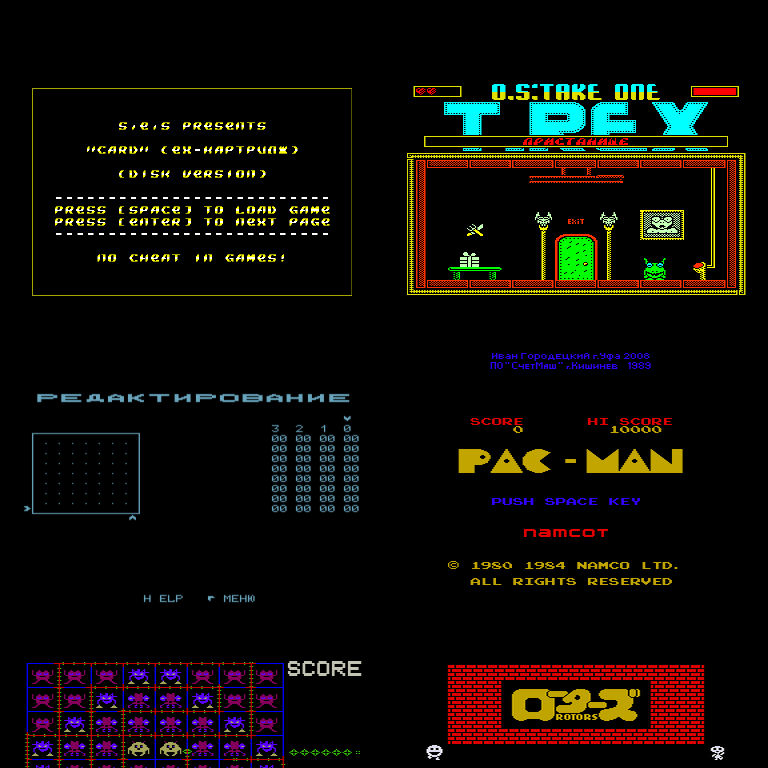 S.E.S PRESENTS
"CARD" (EX-КАРТРИДЖ)
(DISK VERSION)
PRESS [SPACE] TO LOAD GAME
PRESS [ENTER] TO NEXT PAGE
NO CHEAT IN GAMES!
O.S:TAKE ONE
T REX
EXIT
Иван Городецкий г.Уфа 2008
ПО"СчетМаш" г.Кишинев 1989
РЕДАКТИРОВАНИЕ
3 2 1 0
00 00 00 00
00 00 00 00
00 00 00 00
00 00 00 00
00 00 00 00
00 00 00 00
00 00 00 00
00 00 00 00
H ELP МЕНЮ
SCORE HI SCORE
0 10000
PAC-MAN
PUSH SPACE KEY
namcot
© 1980 1984 NAMCO LTD.
ALL RIGHTS RESERVED
SCORE
ローターズ
ROTORS